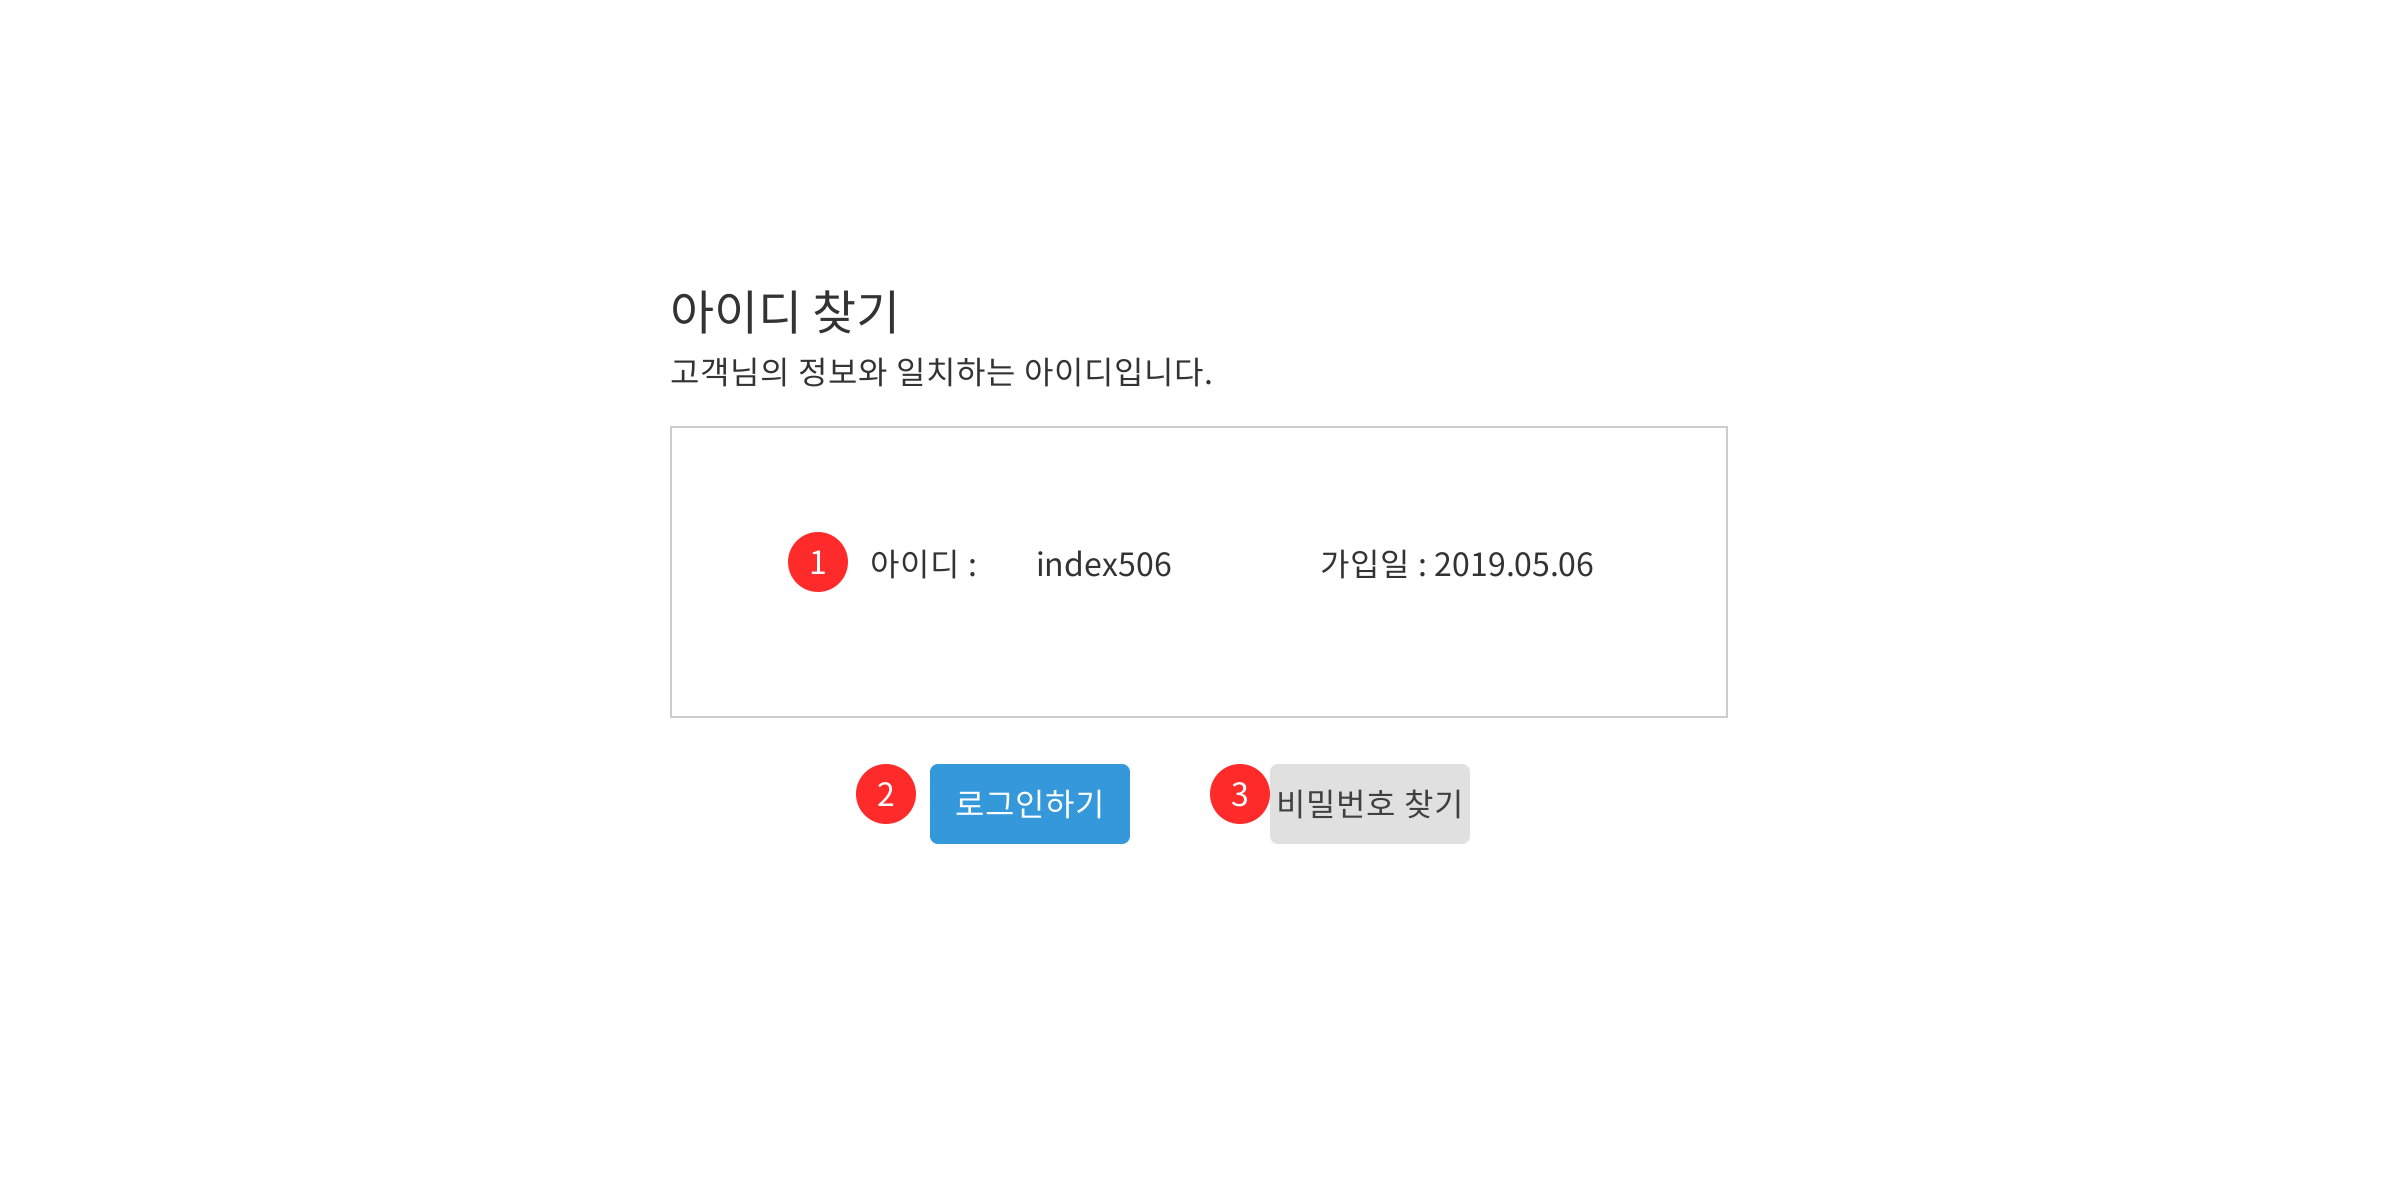 아이디 찾기
고객님의 정보와 일치하는 아이디입니다.
1 아이디 : index506 가입일 : 2019.05.06
2 로그인하기 3 비밀번호 찾기